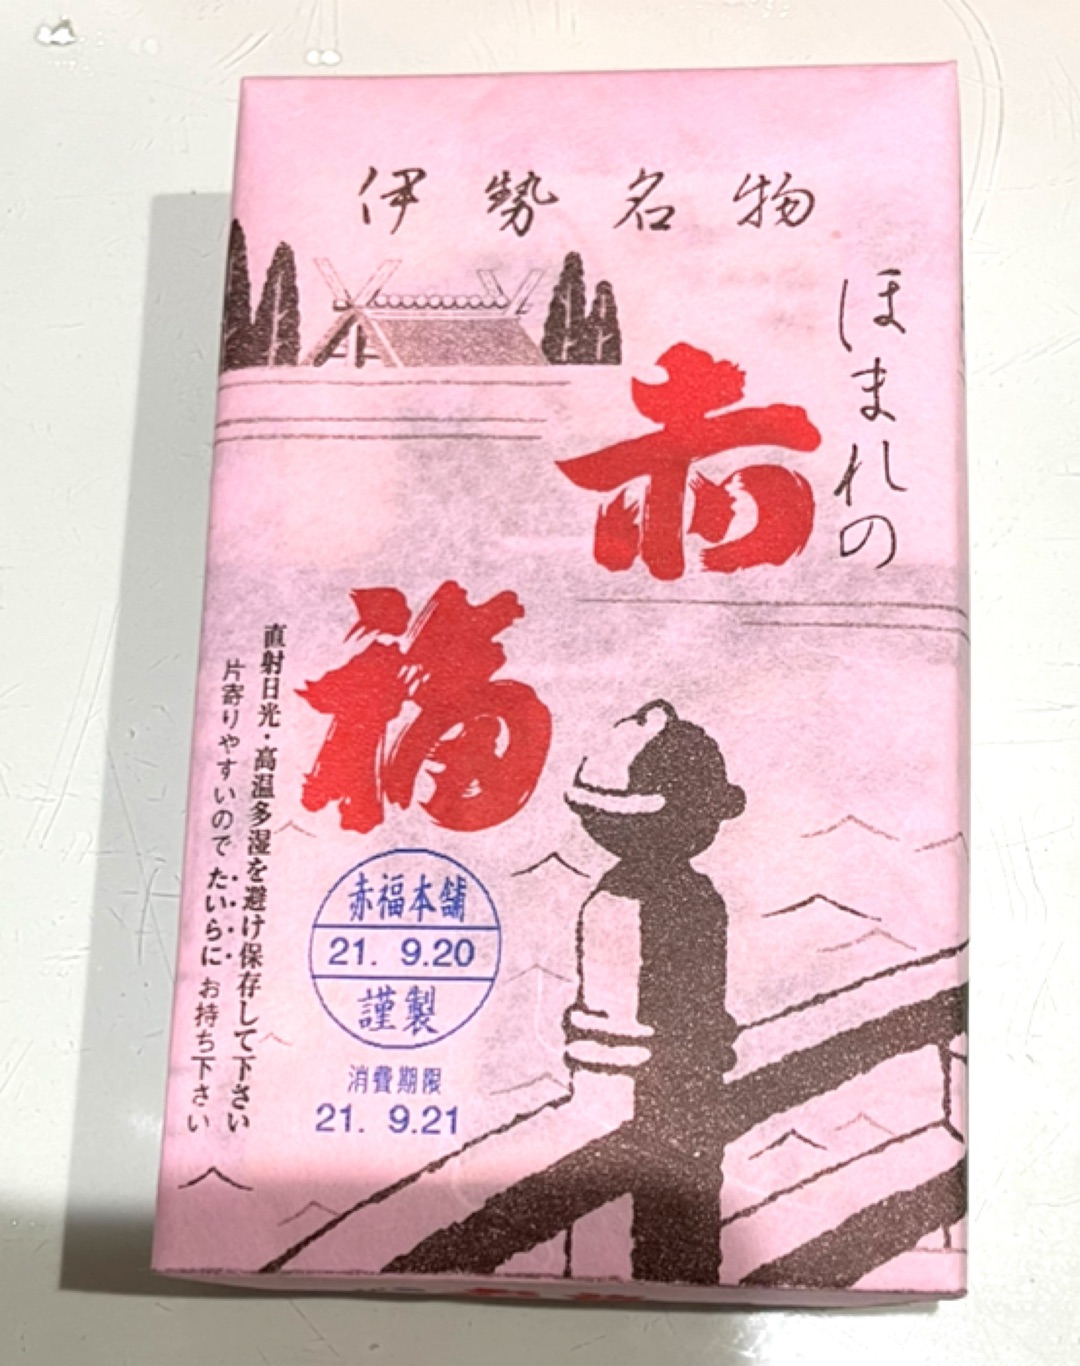 伊勢名物
ほまれの
赤福
直射日光・高温多湿を避け保存して下さい
片寄りやすいので たいらに お持ち下さい
赤福本舗
21. 9.20
謹製
消費期限
21. 9.21